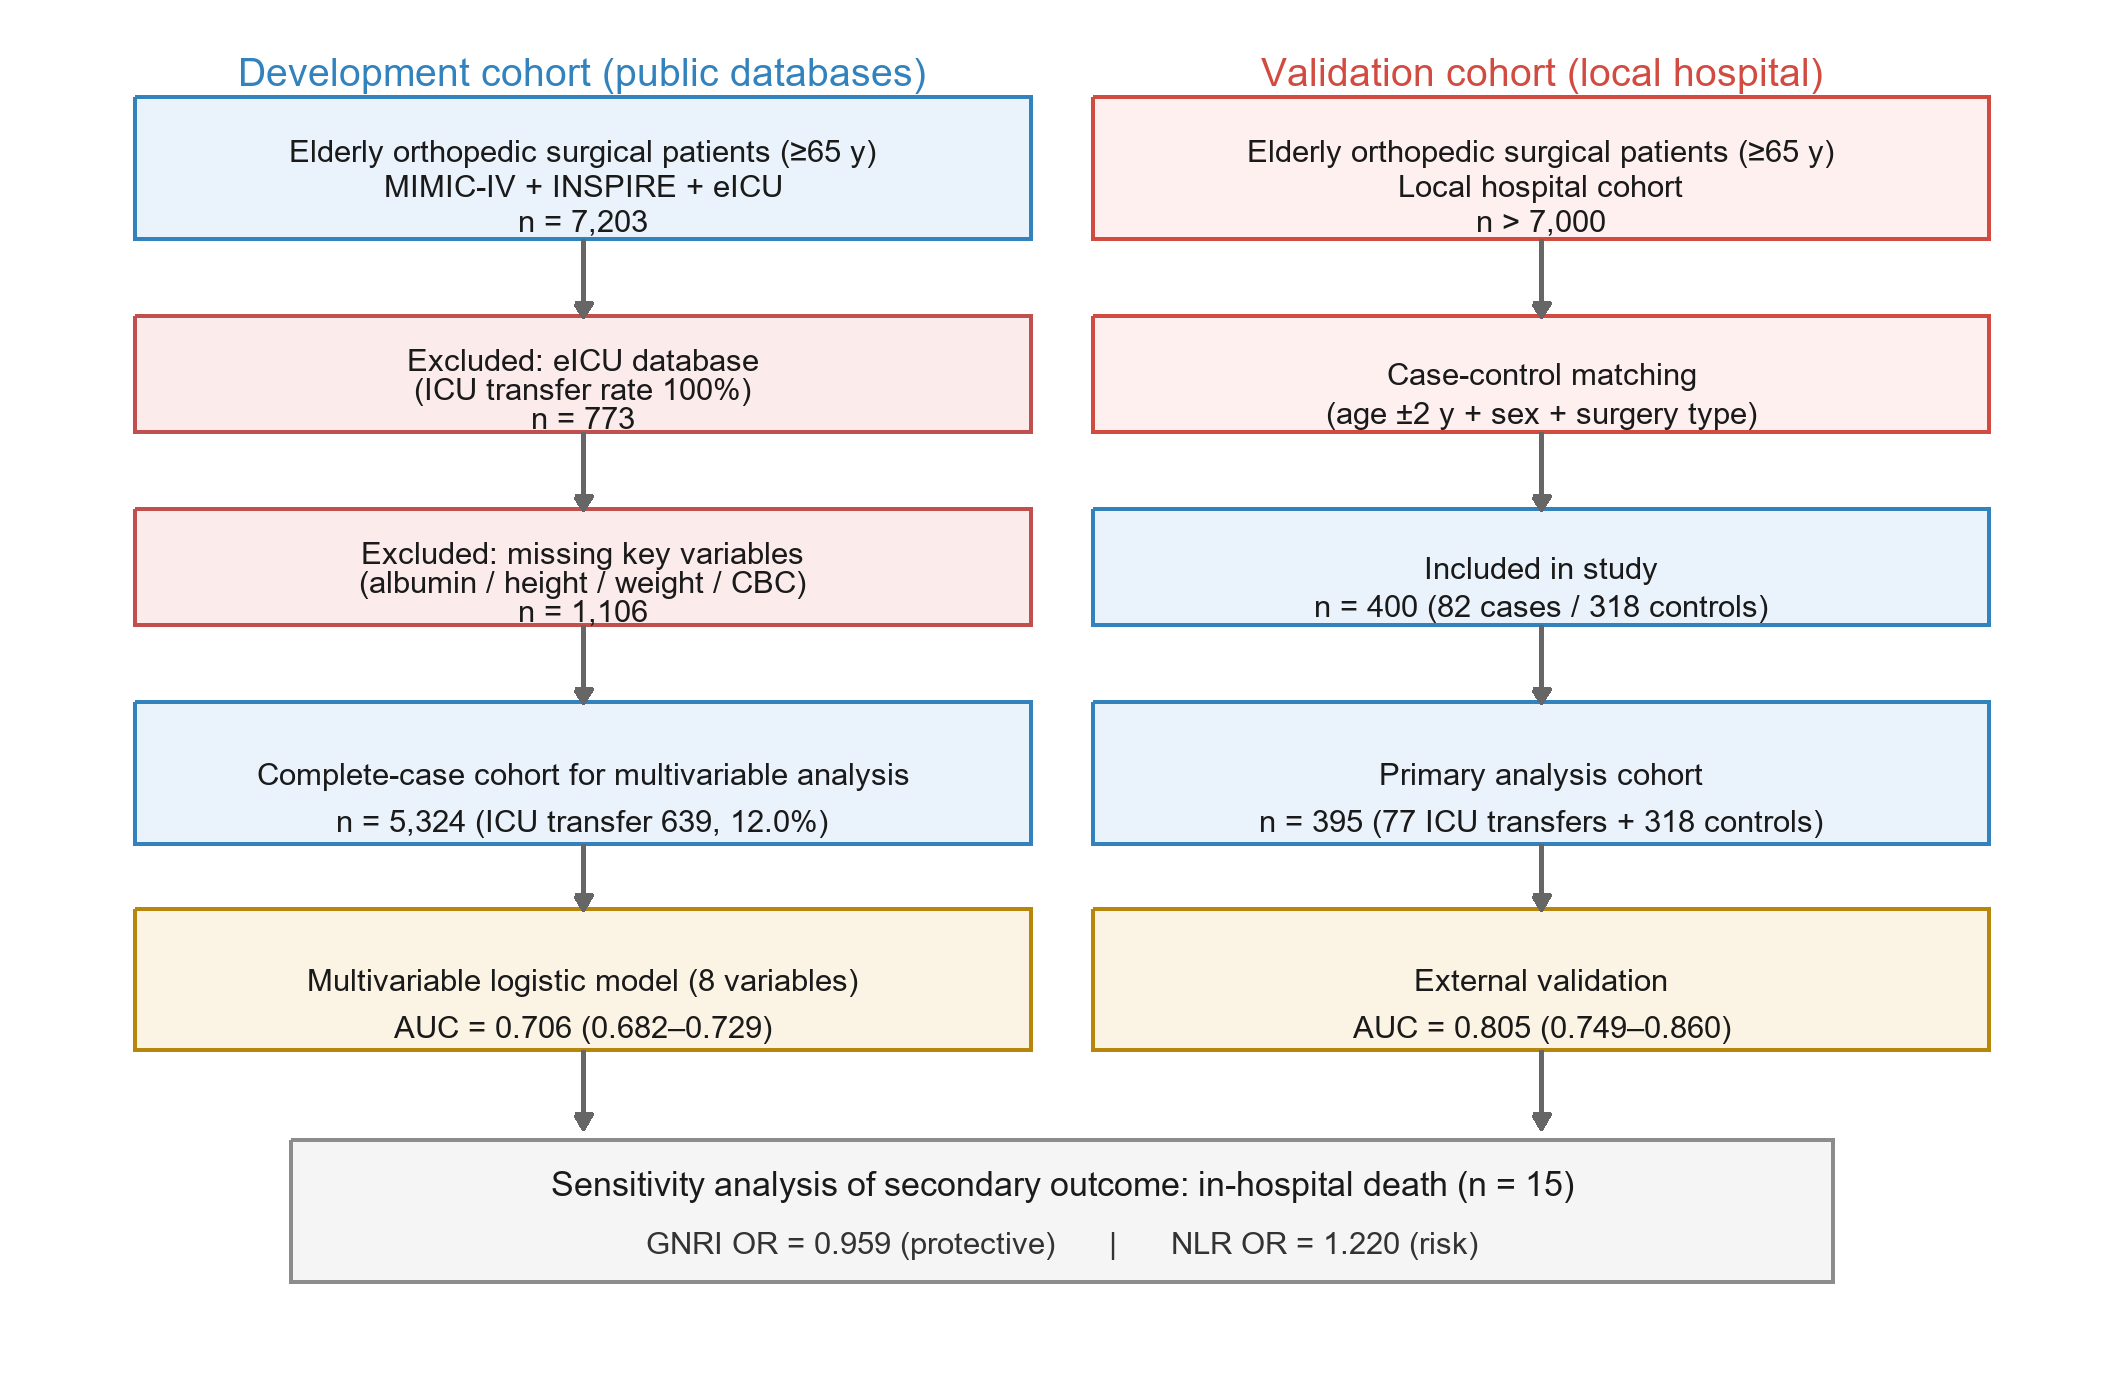 Development cohort (public databases)
Elderly orthopedic surgical patients (≥65 y)
MIMIC-IV + INSPIRE + eICU
n = 7,203
Excluded: eICU database
(ICU transfer rate 100%)
n = 773
Excluded: missing key variables
(albumin / height / weight / CBC)
n = 1,106
Complete-case cohort for multivariable analysis
n = 5,324 (ICU transfer 639, 12.0%)
Multivariable logistic model (8 variables)
AUC = 0.706 (0.682–0.729)
Validation cohort (local hospital)
Elderly orthopedic surgical patients (≥65 y)
Local hospital cohort
n > 7,000
Case-control matching
(age ±2 y + sex + surgery type)
Included in study
n = 400 (82 cases / 318 controls)
Primary analysis cohort
n = 395 (77 ICU transfers + 318 controls)
External validation
AUC = 0.805 (0.749–0.860)
Sensitivity analysis of secondary outcome: in-hospital death (n = 15)
GNRI OR = 0.959 (protective) | NLR OR = 1.220 (risk)